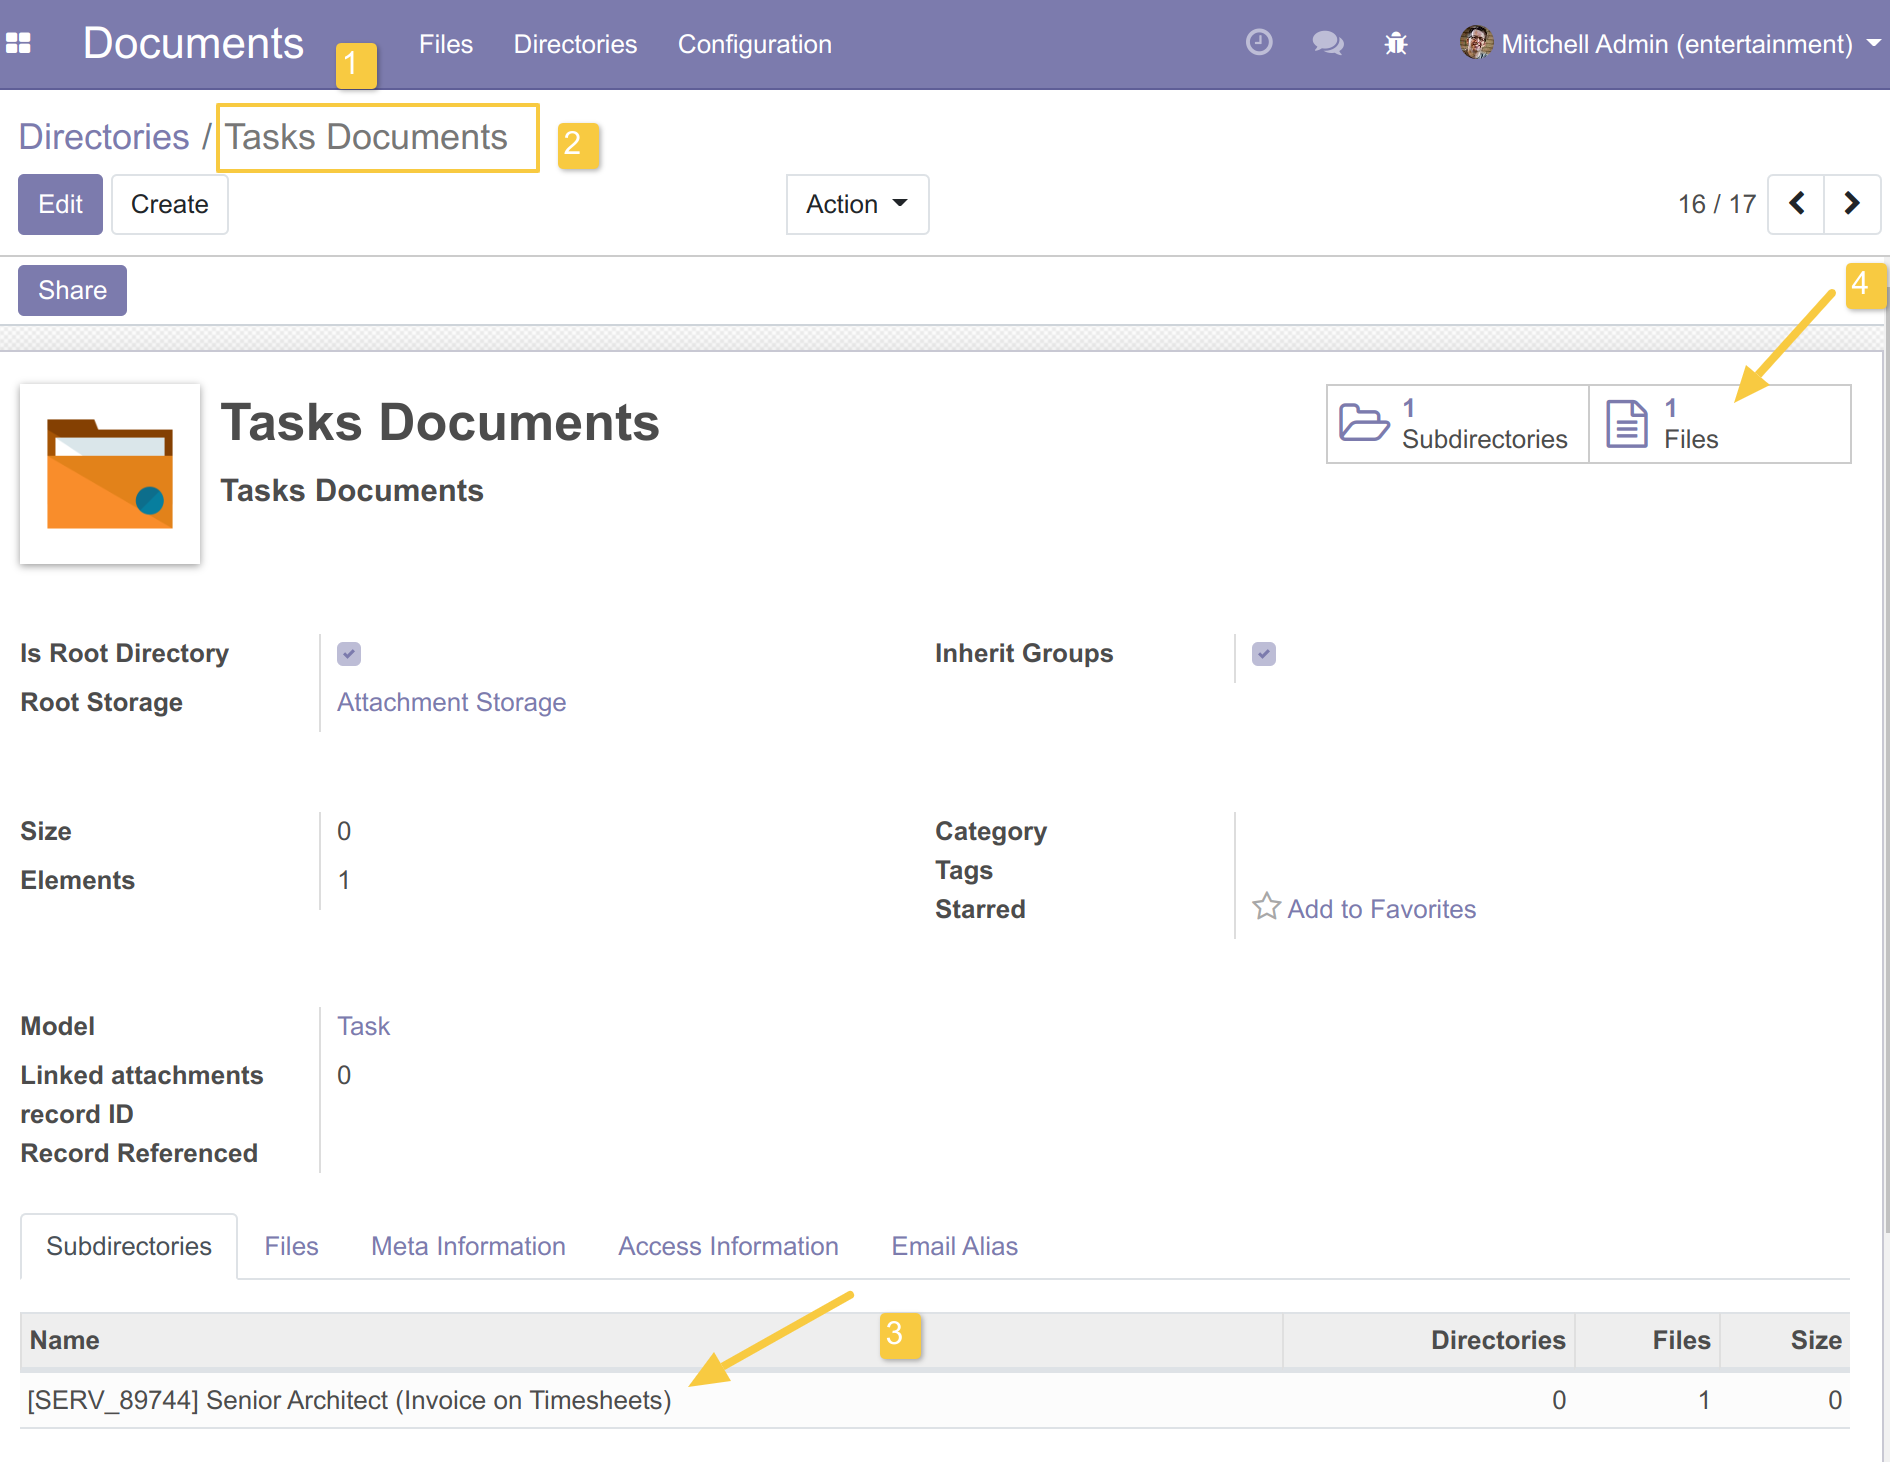 Documents 1 Files Directories Configuration Mitchell Admin (entertainment)
Directories / Tasks Documents 2
Edit Create Action 16 / 17
Share 4
Tasks Documents
Tasks Documents
1
Subdirectories
1
Files
Is Root Directory
Root Storage Attachment Storage
Inherit Groups
Size 0
Elements 1
Category
Tags
Starred Add to Favorites
Model Task
Linked attachments 0
record ID
Record Referenced
Subdirectories Files Meta Information Access Information Email Alias
3
Name Directories Files Size
[SERV_89744] Senior Architect (Invoice on Timesheets) 0 1 0